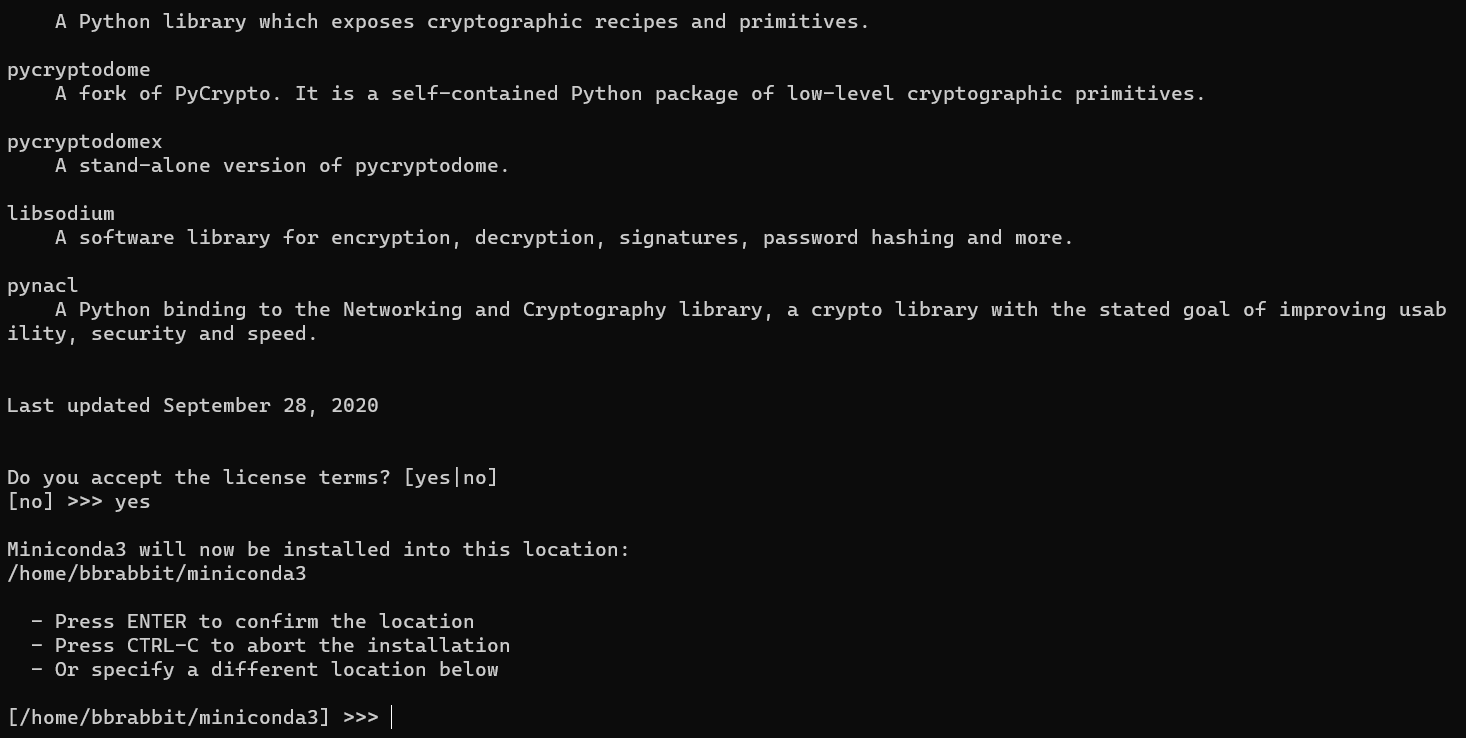 A Python library which exposes cryptographic recipes and primitives.
pycryptodome
A fork of PyCrypto. It is a self-contained Python package of low-level cryptographic primitives.
pycryptodomex
A stand-alone version of pycryptodome.
libsodium
A software library for encryption, decryption, signatures, password hashing and more.
pynacl
A Python binding to the Networking and Cryptography library, a crypto library with the stated goal of improving usab
ility, security and speed.
Last updated September 28, 2020
Do you accept the license terms? [yes|no]
[no] >>> yes
Miniconda3 will now be installed into this location:
/home/bbrabbit/miniconda3
- Press ENTER to confirm the location
- Press CTRL-C to abort the installation
- Or specify a different location below
[/home/bbrabbit/miniconda3] >>>